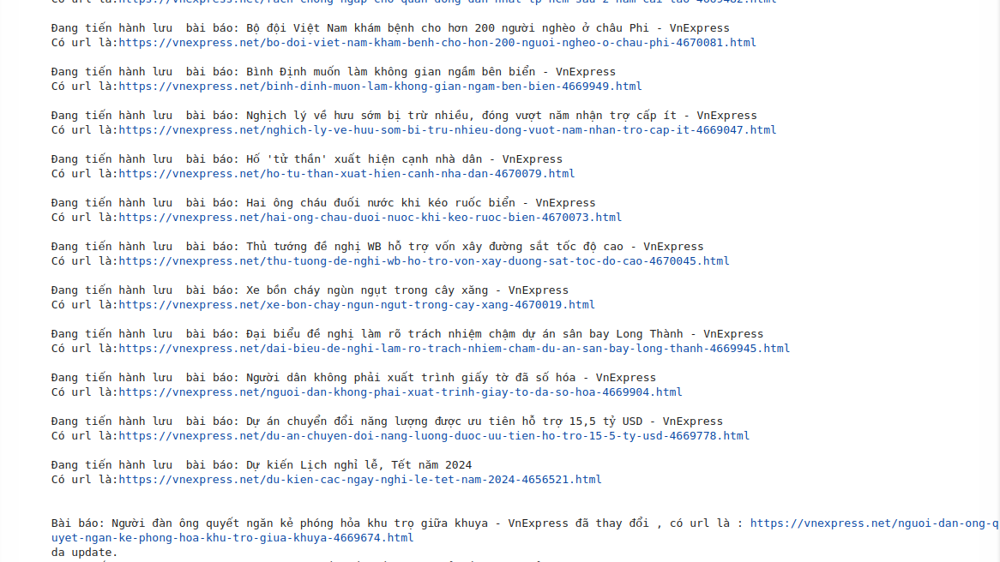 Có url là:https://vnexpress.net/rach-chong-ngap-cho-quan-dong-dan-nhat-tp-hcm-sau-2-nam-cai-tao-4669482.html
Đang tiến hành lưu  bài báo: Bộ đội Việt Nam khám bệnh cho hơn 200 người nghèo ở châu Phi - VnExpress
Có url là:https://vnexpress.net/bo-doi-viet-nam-kham-benh-cho-hon-200-nguoi-ngheo-o-chau-phi-4670081.html
Đang tiến hành lưu  bài báo: Bình Định muốn làm không gian ngầm bên biển - VnExpress
Có url là:https://vnexpress.net/binh-dinh-muon-lam-khong-gian-ngam-ben-bien-4669949.html
Đang tiến hành lưu  bài báo: Nghịch lý về hưu sớm bị trừ nhiều, đóng vượt năm nhận trợ cấp ít - VnExpress
Có url là:https://vnexpress.net/nghich-ly-ve-huu-som-bi-tru-nhieu-dong-vuot-nam-nhan-tro-cap-it-4669047.html
Đang tiến hành lưu  bài báo: Hố 'tử thần' xuất hiện cạnh nhà dân - VnExpress
Có url là:https://vnexpress.net/ho-tu-than-xuat-hien-canh-nha-dan-4670079.html
Đang tiến hành lưu  bài báo: Hai ông cháu đuối nước khi kéo ruốc biển - VnExpress
Có url là:https://vnexpress.net/hai-ong-chau-duoi-nuoc-khi-keo-ruoc-bien-4670073.html
Đang tiến hành lưu  bài báo: Thủ tướng đề nghị WB hỗ trợ vốn xây đường sắt tốc độ cao - VnExpress
Có url là:https://vnexpress.net/thu-tuong-de-nghi-wb-ho-tro-von-xay-duong-sat-toc-do-cao-4670045.html
Đang tiến hành lưu  bài báo: Xe bồn cháy ngùn ngụt trong cây xăng - VnExpress
Có url là:https://vnexpress.net/xe-bon-chay-ngun-ngut-trong-cay-xang-4670019.html
Đang tiến hành lưu  bài báo: Đại biểu đề nghị làm rõ trách nhiệm chậm dự án sân bay Long Thành - VnExpress
Có url là:https://vnexpress.net/dai-bieu-de-nghi-lam-ro-trach-nhiem-cham-du-an-san-bay-long-thanh-4669945.html
Đang tiến hành lưu  bài báo: Người dân không phải xuất trình giấy tờ đã số hóa - VnExpress
Có url là:https://vnexpress.net/nguoi-dan-khong-phai-xuat-trinh-giay-to-da-so-hoa-4669904.html
Đang tiến hành lưu  bài báo: Dự án chuyển đổi năng lượng được ưu tiên hỗ trợ 15,5 tỷ USD - VnExpress
Có url là:https://vnexpress.net/du-an-chuyen-doi-nang-luong-duoc-uu-tien-ho-tro-15-5-ty-usd-4669778.html
Đang tiến hành lưu  bài báo: Dự kiến Lịch nghỉ lễ, Tết năm 2024
Có url là:https://vnexpress.net/du-kien-cac-ngay-nghi-le-tet-nam-2024-4656521.html
Bài báo: Người đàn ông quyết ngăn kẻ phóng hỏa khu trọ giữa khuya - VnExpress đã thay đổi , có url là : https://vnexpress.net/nguoi-dan-ong-q
uyet-ngan-ke-phong-hoa-khu-tro-giua-khuya-4669674.html
da update.